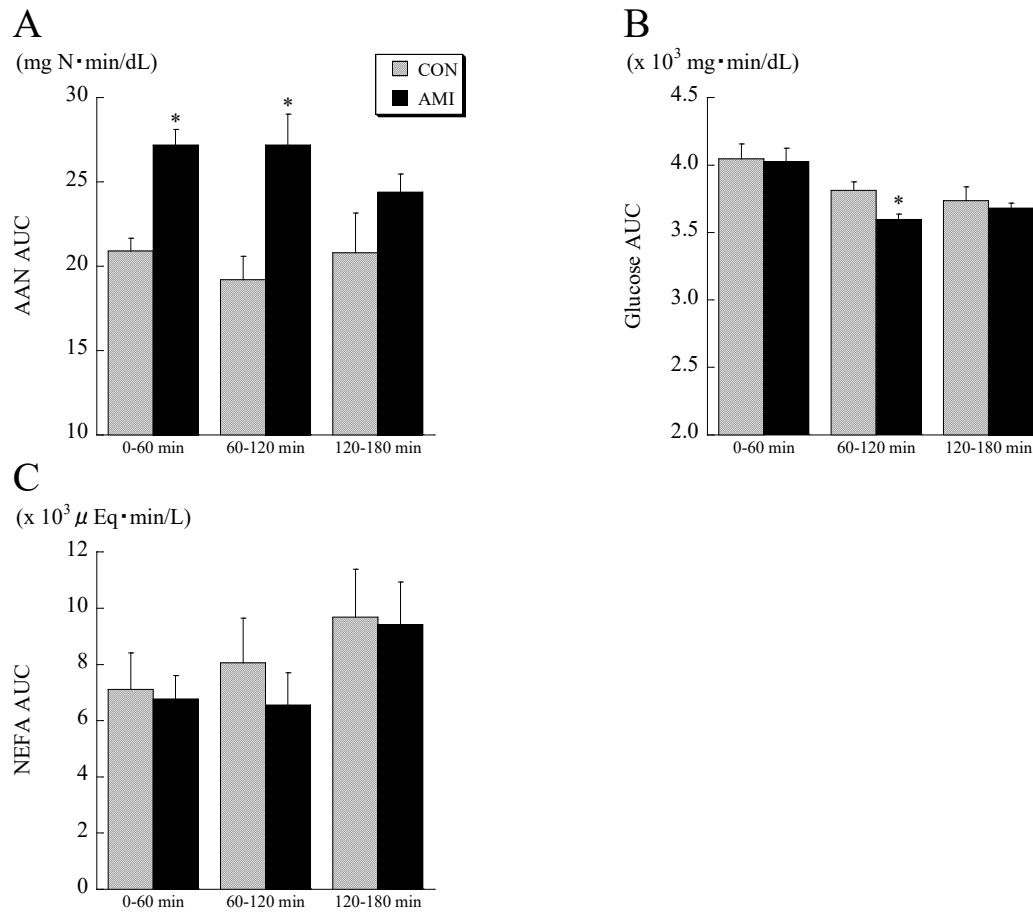 A
(mg N·min/dL)
CON
AMI
30
25
20
15
10
AAN AUC
*
*
0-60 min
60-120 min
120-180 min
B
(x 10³ mg·min/dL)
4.5
4.0
3.5
3.0
2.5
2.0
Glucose AUC
*
0-60 min
60-120 min
120-180 min
C
(x 10³ μ Eq·min/L)
12
10
8
6
4
2
0
NEFA AUC
0-60 min
60-120 min
120-180 min